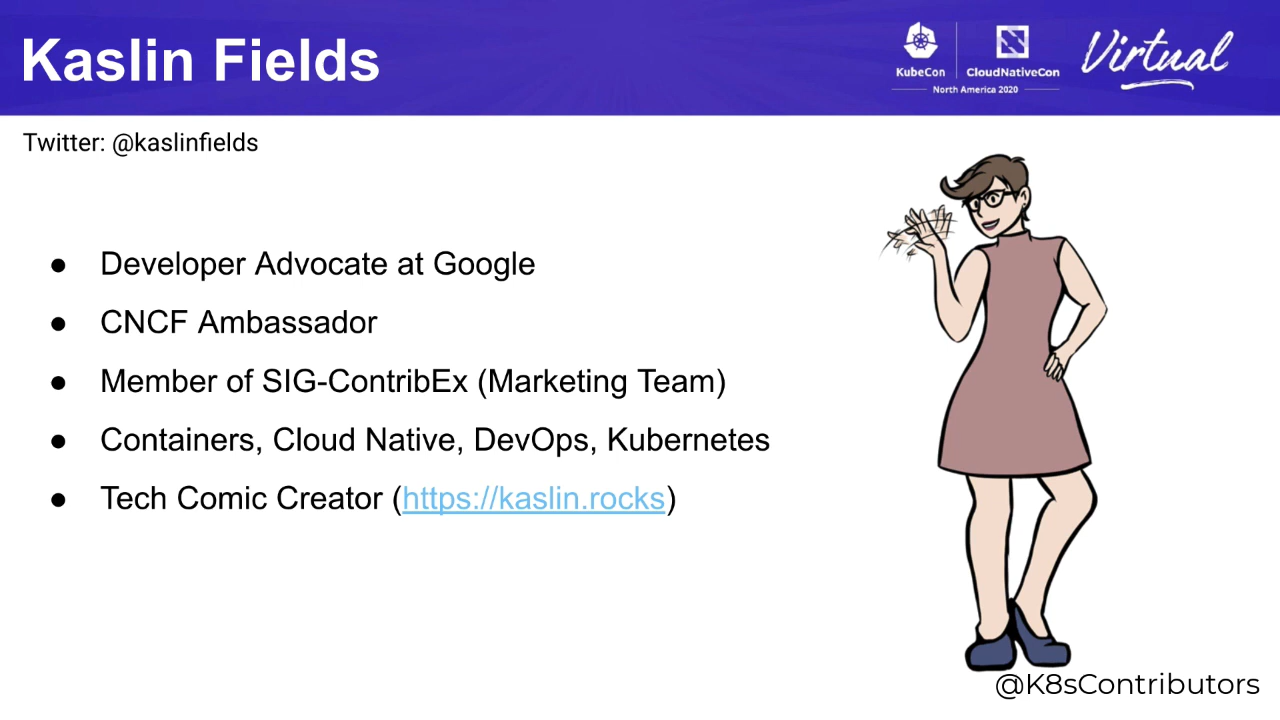 Kaslin Fields
KubeCon
CloudNativeCon
North America 2020
Virtual
Twitter: @kaslinfields
● Developer Advocate at Google
● CNCF Ambassador
● Member of SIG-ContribEx (Marketing Team)
● Containers, Cloud Native, DevOps, Kubernetes
● Tech Comic Creator (https://kaslin.rocks)
@K8sContributors